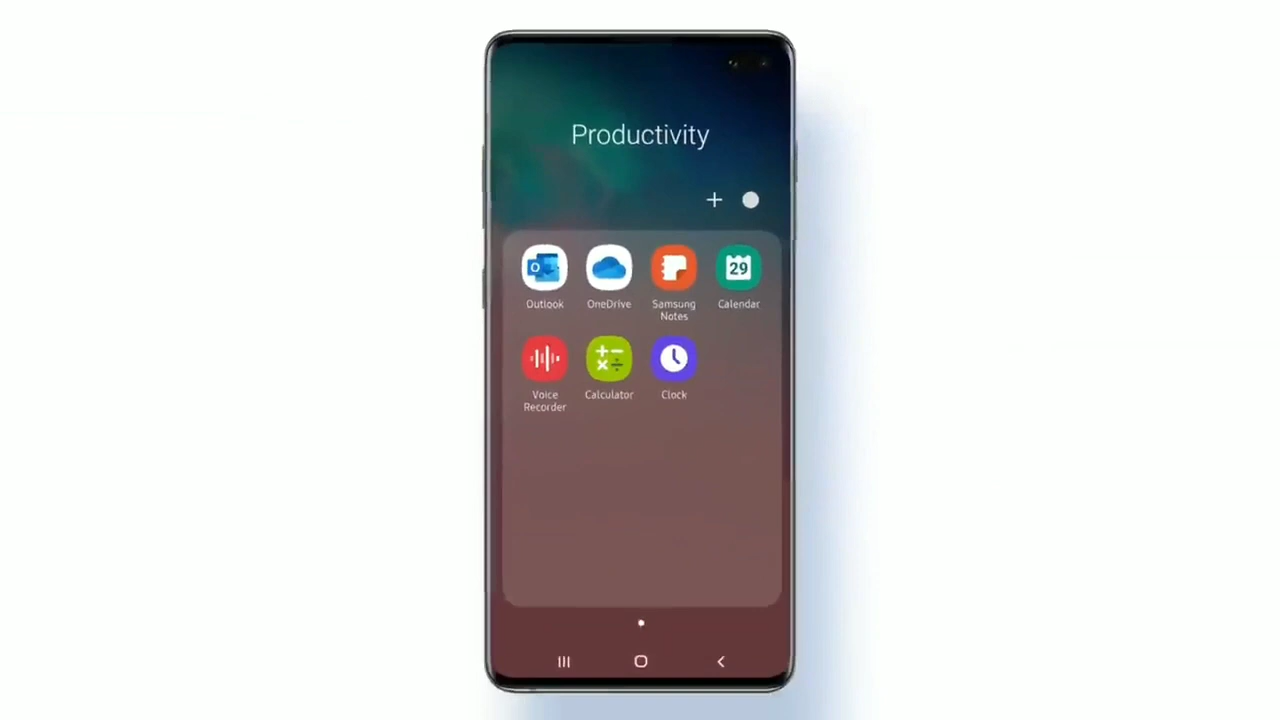 Productivity
O
29
Outlook
OneDrive
Samsung
Notes
Calendar
Voice
Recorder
Calculator
Clock